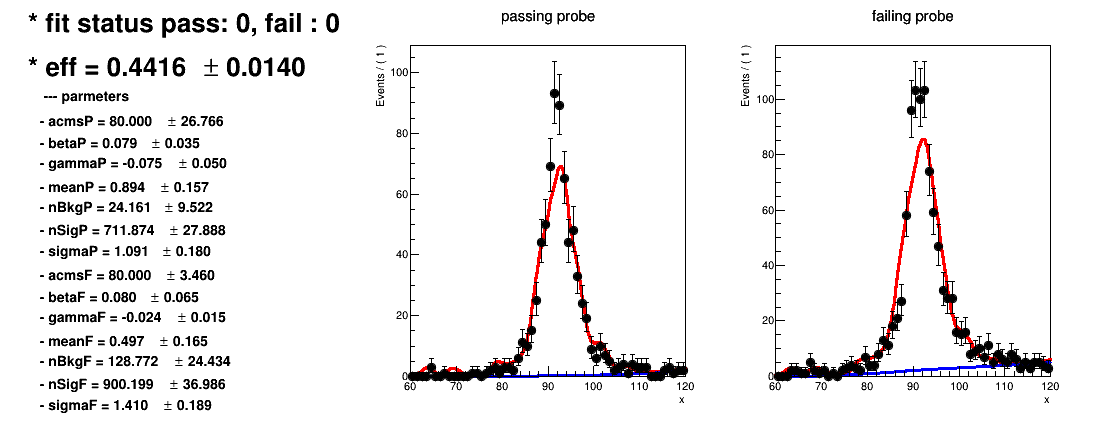 * fit status pass: 0, fail : 0
* eff = 0.4416 ± 0.0140
--- parmeters
- acmsP = 80.000 ± 26.766
- betaP = 0.079 ± 0.035
- gammaP = -0.075 ± 0.050
- meanP = 0.894 ± 0.157
- nBkgP = 24.161 ± 9.522
- nSigP = 711.874 ± 27.888
- sigmaP = 1.091 ± 0.180
- acmsF = 80.000 ± 3.460
- betaF = 0.080 ± 0.065
- gammaF = -0.024 ± 0.015
- meanF = 0.497 ± 0.165
- nBkgF = 128.772 ± 24.434
- nSigF = 900.199 ± 36.986
- sigmaF = 1.410 ± 0.189
passing probe
Events / ( 1 )
100
80
60
40
20
0
60 70 80 90 100 110 120
x
failing probe
Events / ( 1 )
100
80
60
40
20
0
60 70 80 90 100 110 120
x